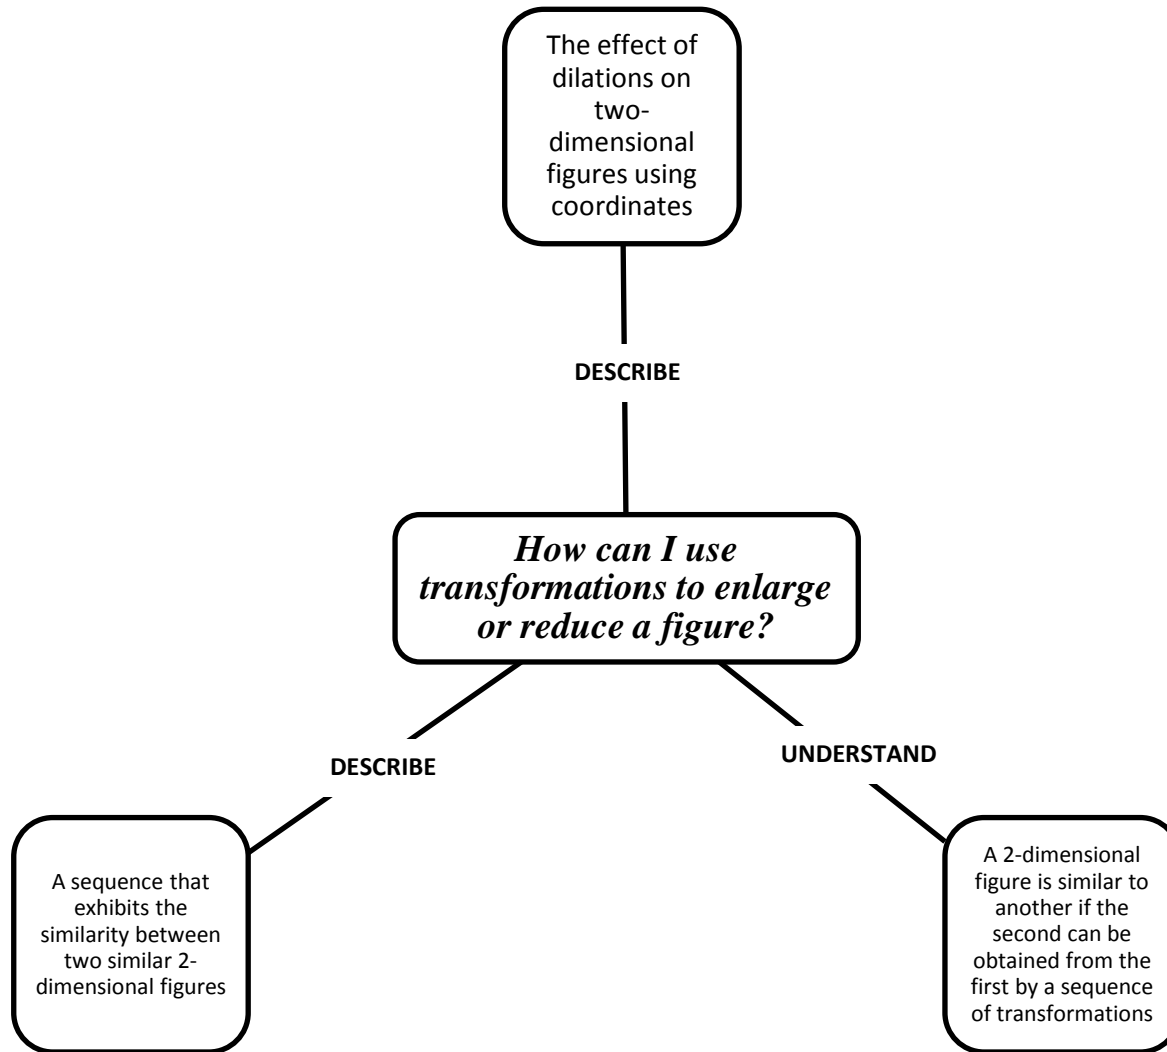 The effect of
dilations on
two-
dimensional
figures using
coordinates
DESCRIBE
How can I use
transformations to enlarge
or reduce a figure?
DESCRIBE
UNDERSTAND
A sequence that
exhibits the
similarity between
two similar 2-
dimensional figures
A 2-dimensional
figure is similar to
another if the
second can be
obtained from the
first by a sequence
of transformations